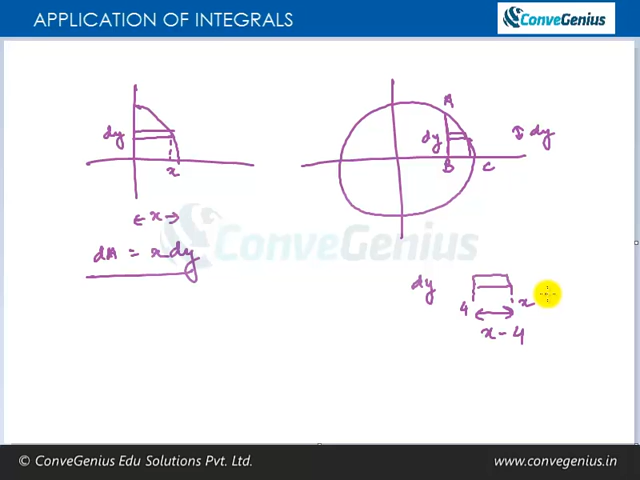 APPLICATION OF INTEGRALS
ConveGenius
dy
x
← x →
dA = x dy
A
dy
B
C
↕ dy
dy
4
x
x - 4
ConveGenius
© ConveGenius Edu Solutions Pvt. Ltd.
www.convegenius.in